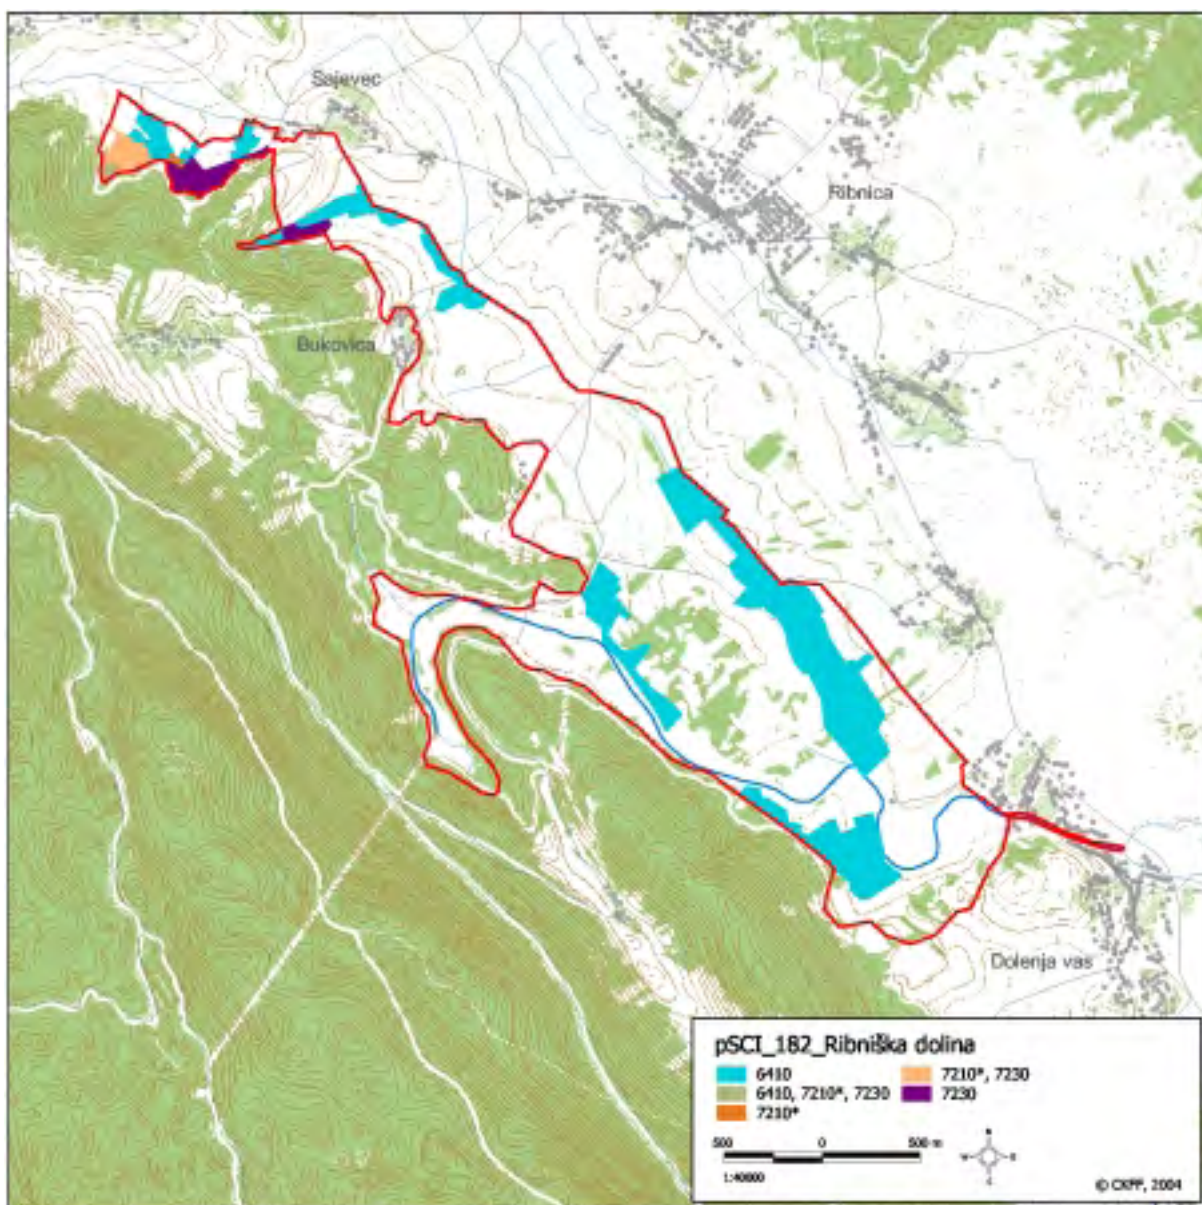 Sajevec
Ribnica
Bukovica
Dolenja vas
pSCI_182_Ribniška dolina
6410
7210*, 7230
6410, 7210*, 7230
7230
7210*
500 0 500 m
1:40000
© CKFF, 2004